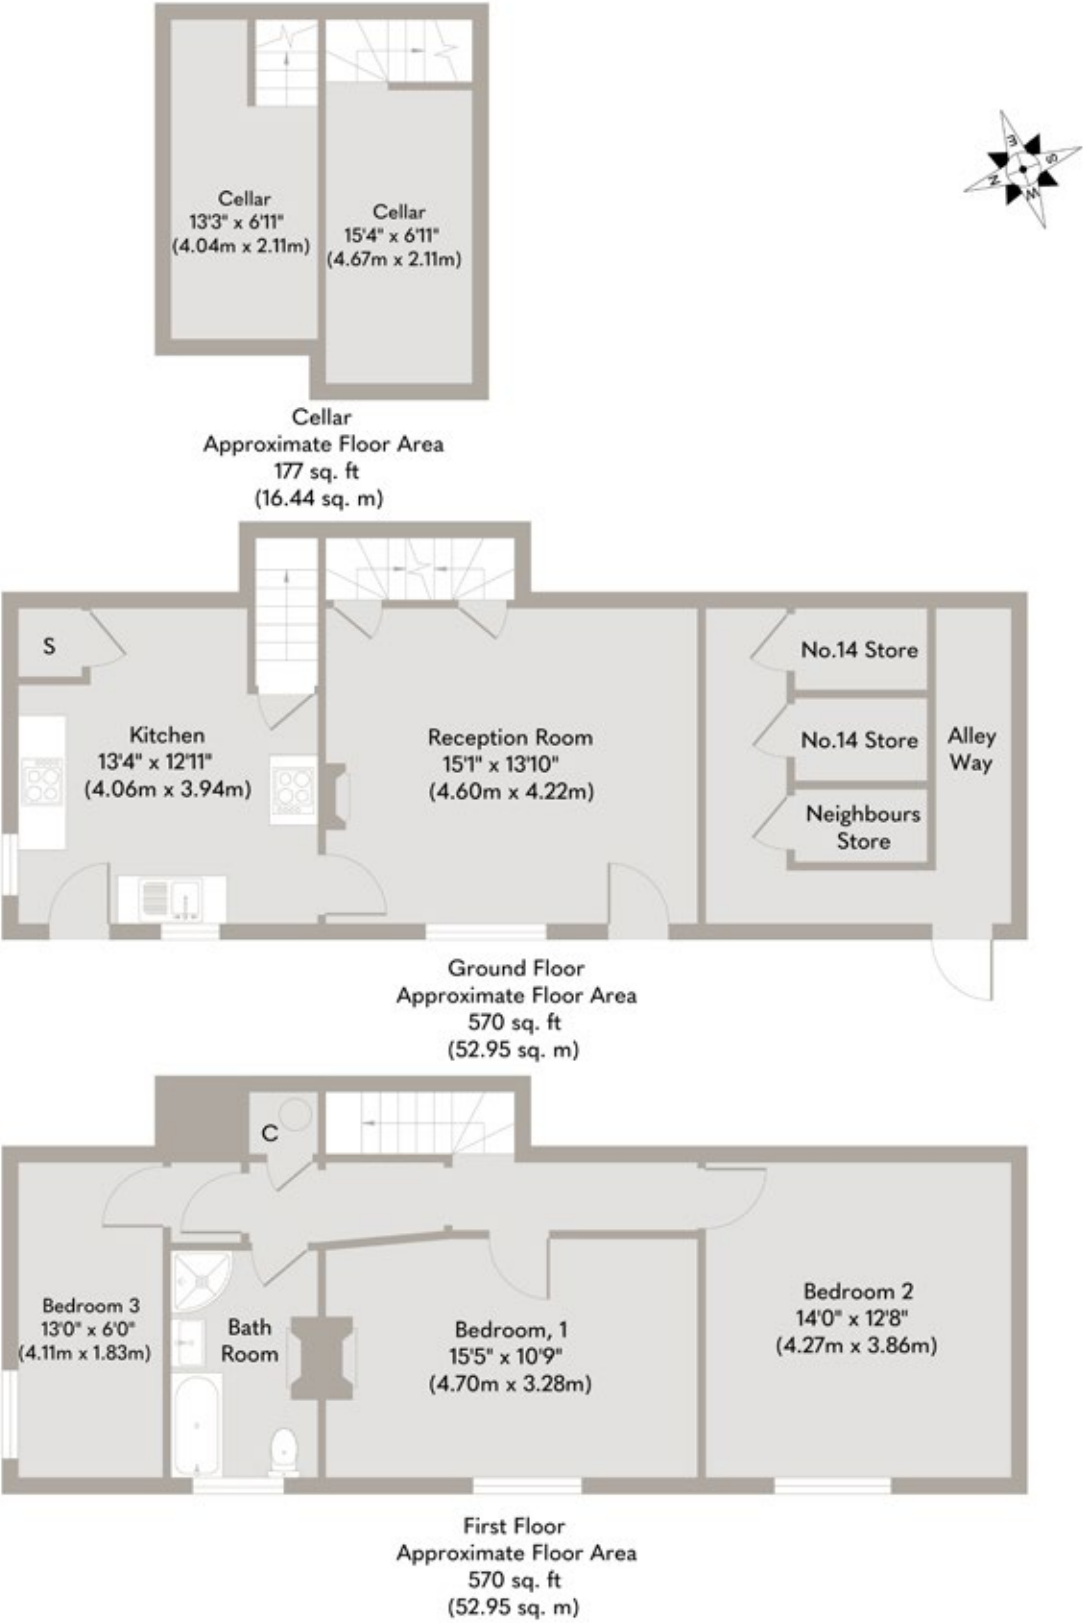 E
S
N
W
Cellar
13'3" x 6'11"
(4.04m x 2.11m)
Cellar
15'4" x 6'11"
(4.67m x 2.11m)
Cellar
Approximate Floor Area
177 sq. ft
(16.44 sq. m)
S
Kitchen
13'4" x 12'11"
(4.06m x 3.94m)
Reception Room
15'1" x 13'10"
(4.60m x 4.22m)
No.14 Store
No.14 Store
Neighbours
Store
Alley
Way
Ground Floor
Approximate Floor Area
570 sq. ft
(52.95 sq. m)
C
Bedroom 3
13'0" x 6'0"
(4.11m x 1.83m)
Bath
Room
Bedroom, 1
15'5" x 10'9"
(4.70m x 3.28m)
Bedroom 2
14'0" x 12'8"
(4.27m x 3.86m)
First Floor
Approximate Floor Area
570 sq. ft
(52.95 sq. m)